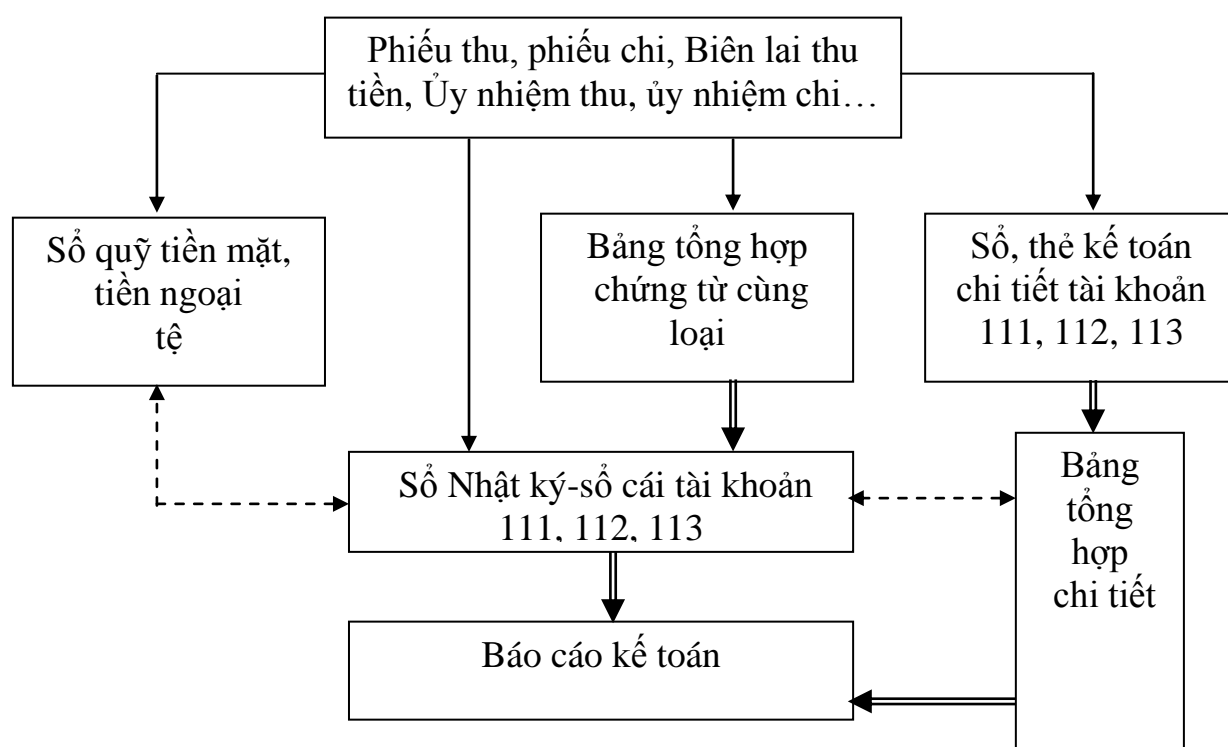 Phiếu thu, phiếu chi, Biên lai thu
tiền, Ủy nhiệm thu, ủy nhiệm chi…
Sổ quỹ tiền mặt,
tiền ngoại
tệ
Bảng tổng hợp
chứng từ cùng
loại
Sổ, thẻ kế toán
chi tiết tài khoản
111, 112, 113
Sổ Nhật ký-sổ cái tài khoản
111, 112, 113
Bảng
tổng
hợp
chi tiết
Báo cáo kế toán